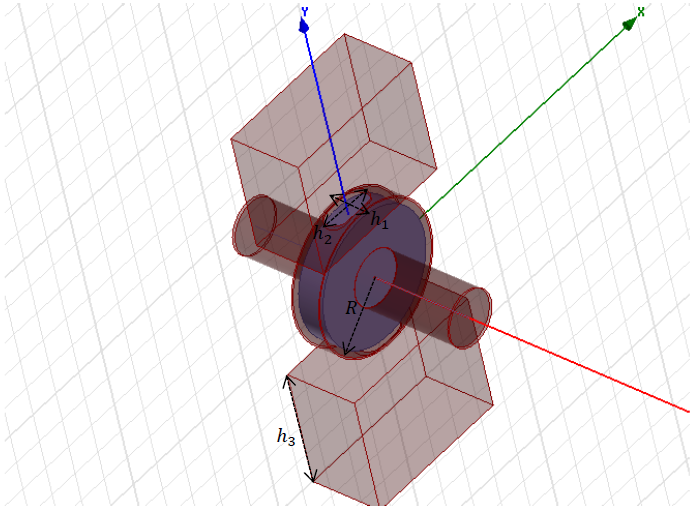 Y
X
h₁
h₂
R
h₃